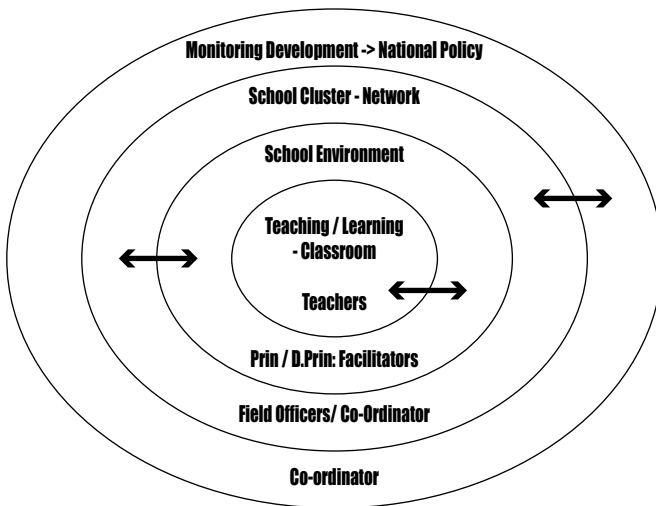 Monitoring Development -> National Policy
School Cluster - Network
School Environment
Teaching / Learning
- Classroom
Teachers
Prin / D.Prin: Facilitators
Field Officers/ Co-Ordinator
Co-ordinator